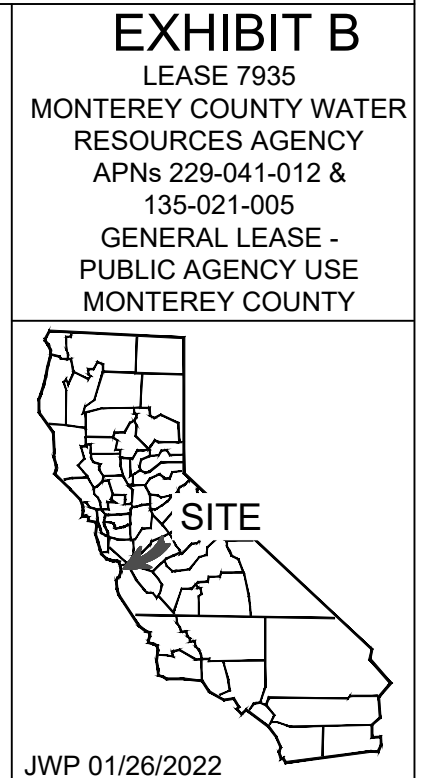 EXHIBIT B
LEASE 7935
MONTEREY COUNTY WATER
RESOURCES AGENCY
APNs 229-041-012 &
135-021-005
GENERAL LEASE -
PUBLIC AGENCY USE
MONTEREY COUNTY
SITE
JWP 01/26/2022